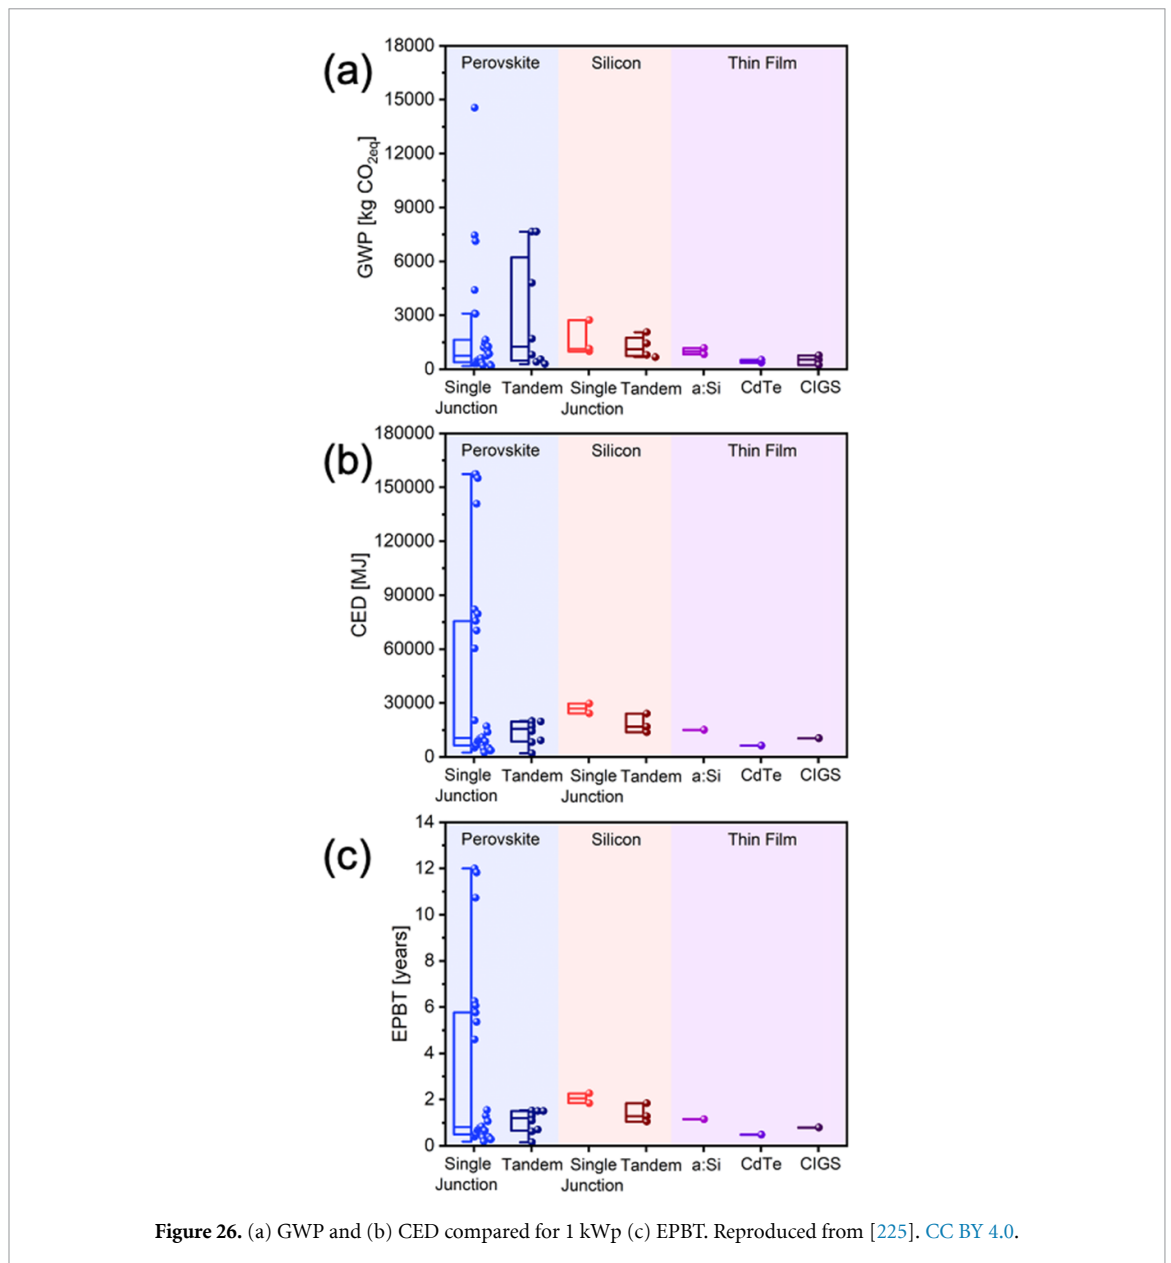 (a)
18000
15000
12000
9000
6000
3000
0
GWP [kg CO2eq]
Perovskite Silicon Thin Film
Single Junction Tandem Single Junction Tandem a:Si CdTe CIGS
(b)
180000
150000
120000
90000
60000
30000
0
CED [MJ]
Perovskite Silicon Thin Film
Single Junction Tandem Single Junction Tandem a:Si CdTe CIGS
(c)
14
12
10
8
6
4
2
0
EPBT [years]
Perovskite Silicon Thin Film
Single Junction Tandem Single Junction Tandem a:Si CdTe CIGS
Figure 26. (a) GWP and (b) CED compared for 1 kWp (c) EPBT. Reproduced from [225]. CC BY 4.0.